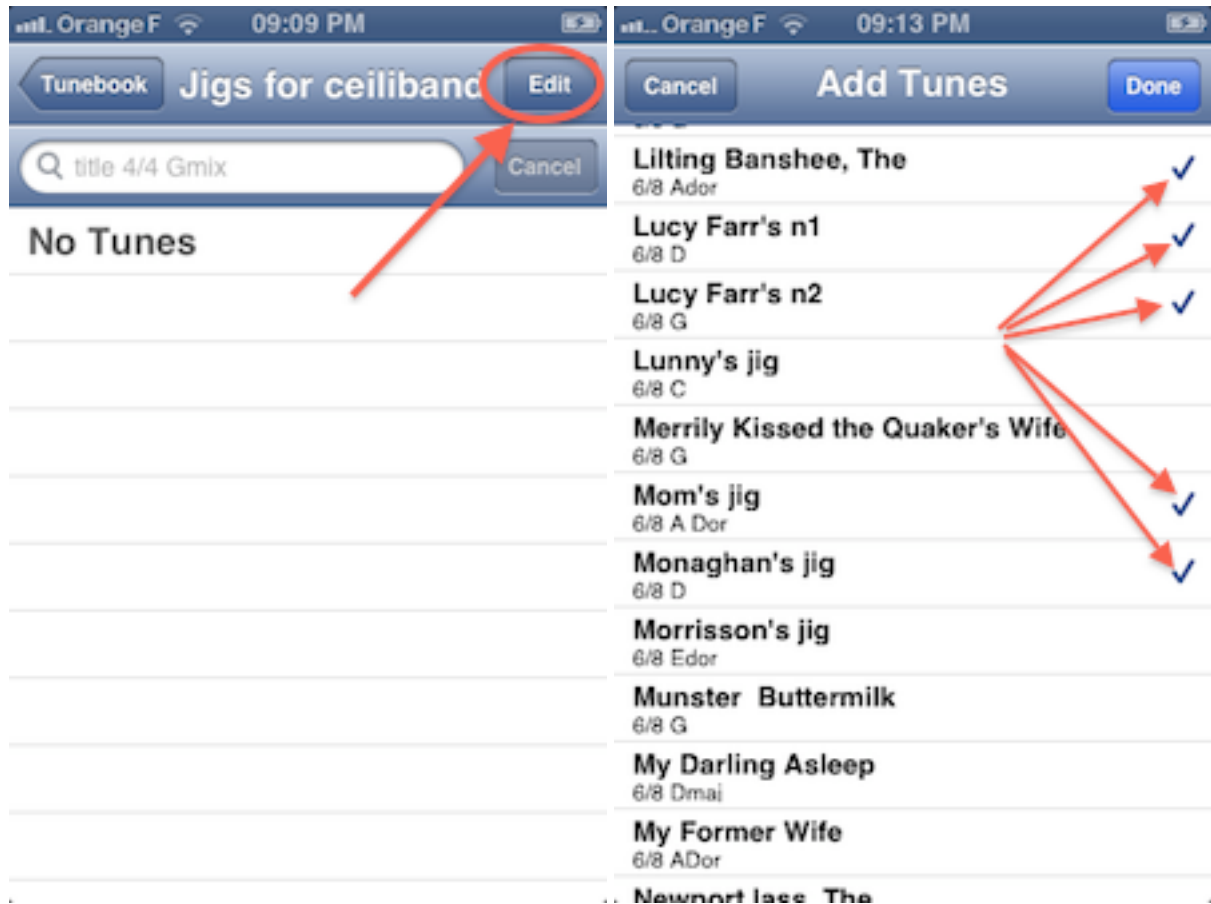 OrangeF 09:09 PM
Tunebook Jigs for ceiliband Edit
title 4/4 Gmix Cancel
No Tunes
OrangeF 09:13 PM
Cancel Add Tunes Done
Lilting Banshee, The
6/8 Ador
Lucy Farr's n1
6/8 D
Lucy Farr's n2
6/8 G
Lunny's jig
6/8 C
Merrily Kissed the Quaker's Wife
6/8 G
Mom's jig
6/8 A Dor
Monaghan's jig
6/8 D
Morrisson's jig
6/8 Edor
Munster  Buttermilk
6/8 G
My Darling Asleep
6/8 Dmaj
My Former Wife
6/8 ADor
Newport lass, The